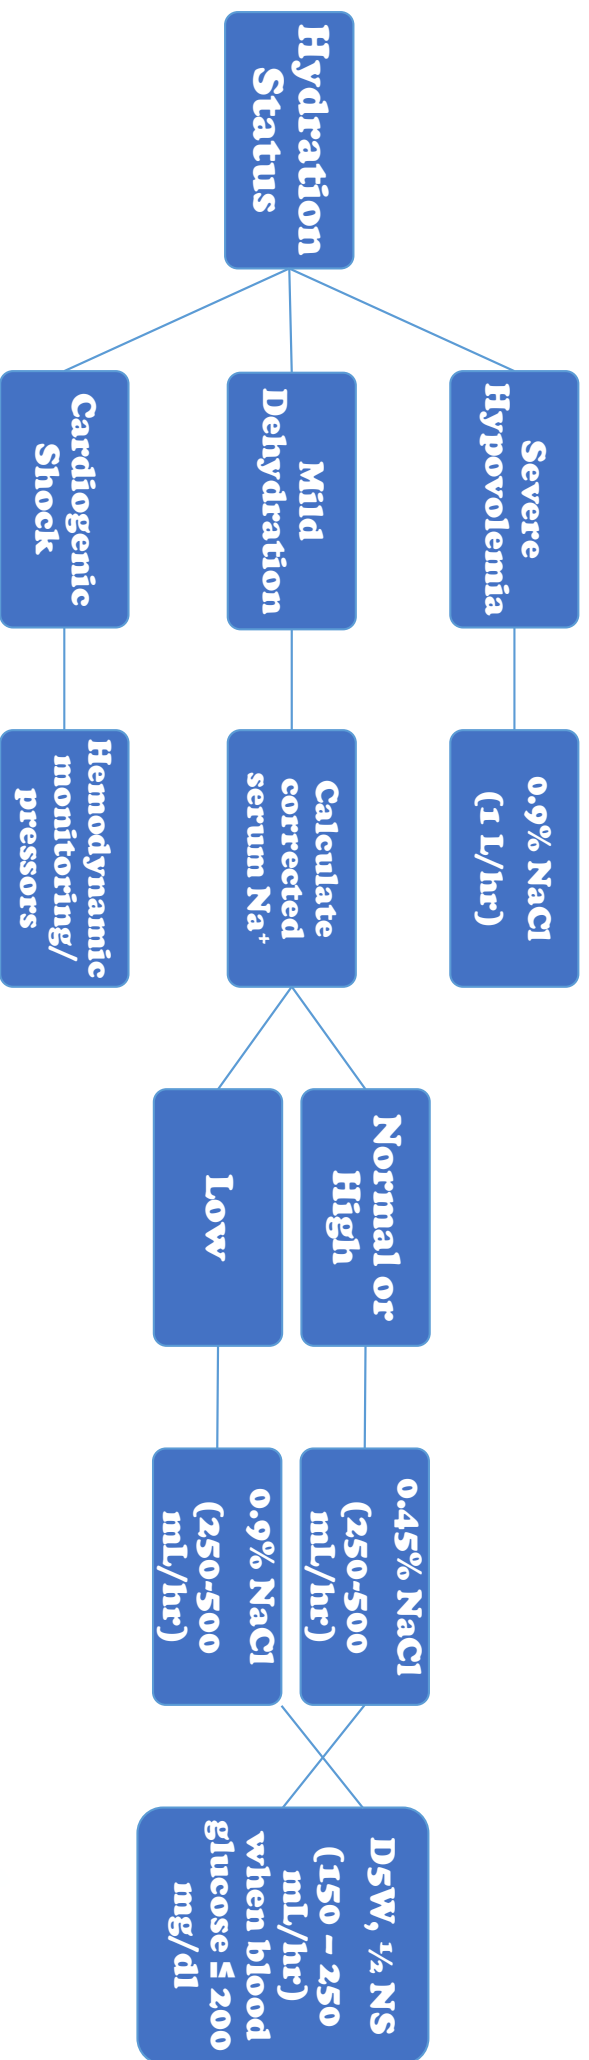 Hydration
Status
Severe
Hypovolemia
Mild
Dehydration
Cardiogenic
Shock
0.9% NaCl
(1 L/hr)
Calculate
corrected
serum Na⁺
Hemodynamic
monitoring/
pressors
Normal or
High
Low
0.45% NaCl
(250-500
mL/hr)
0.9% NaCl
(250-500
mL/hr)
D5W, ½ NS
(150 – 250
mL/hr)
when blood
glucose ≤ 200
mg/dl